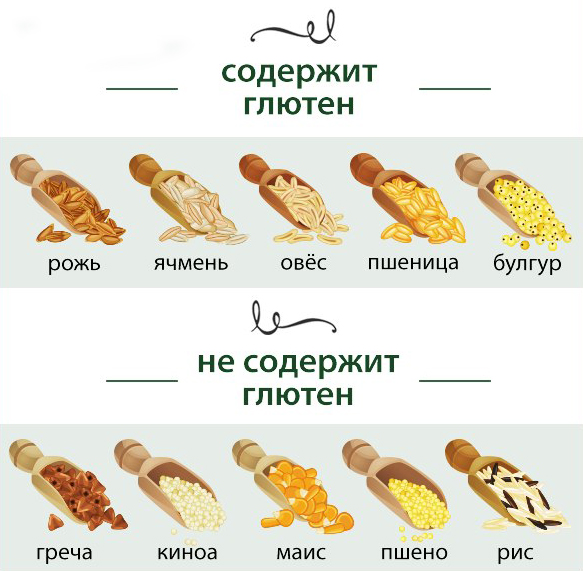 содержит
глютен
рожь ячмень овёс пшеница булгур
не содержит
глютен
греча киноа маис пшено рис